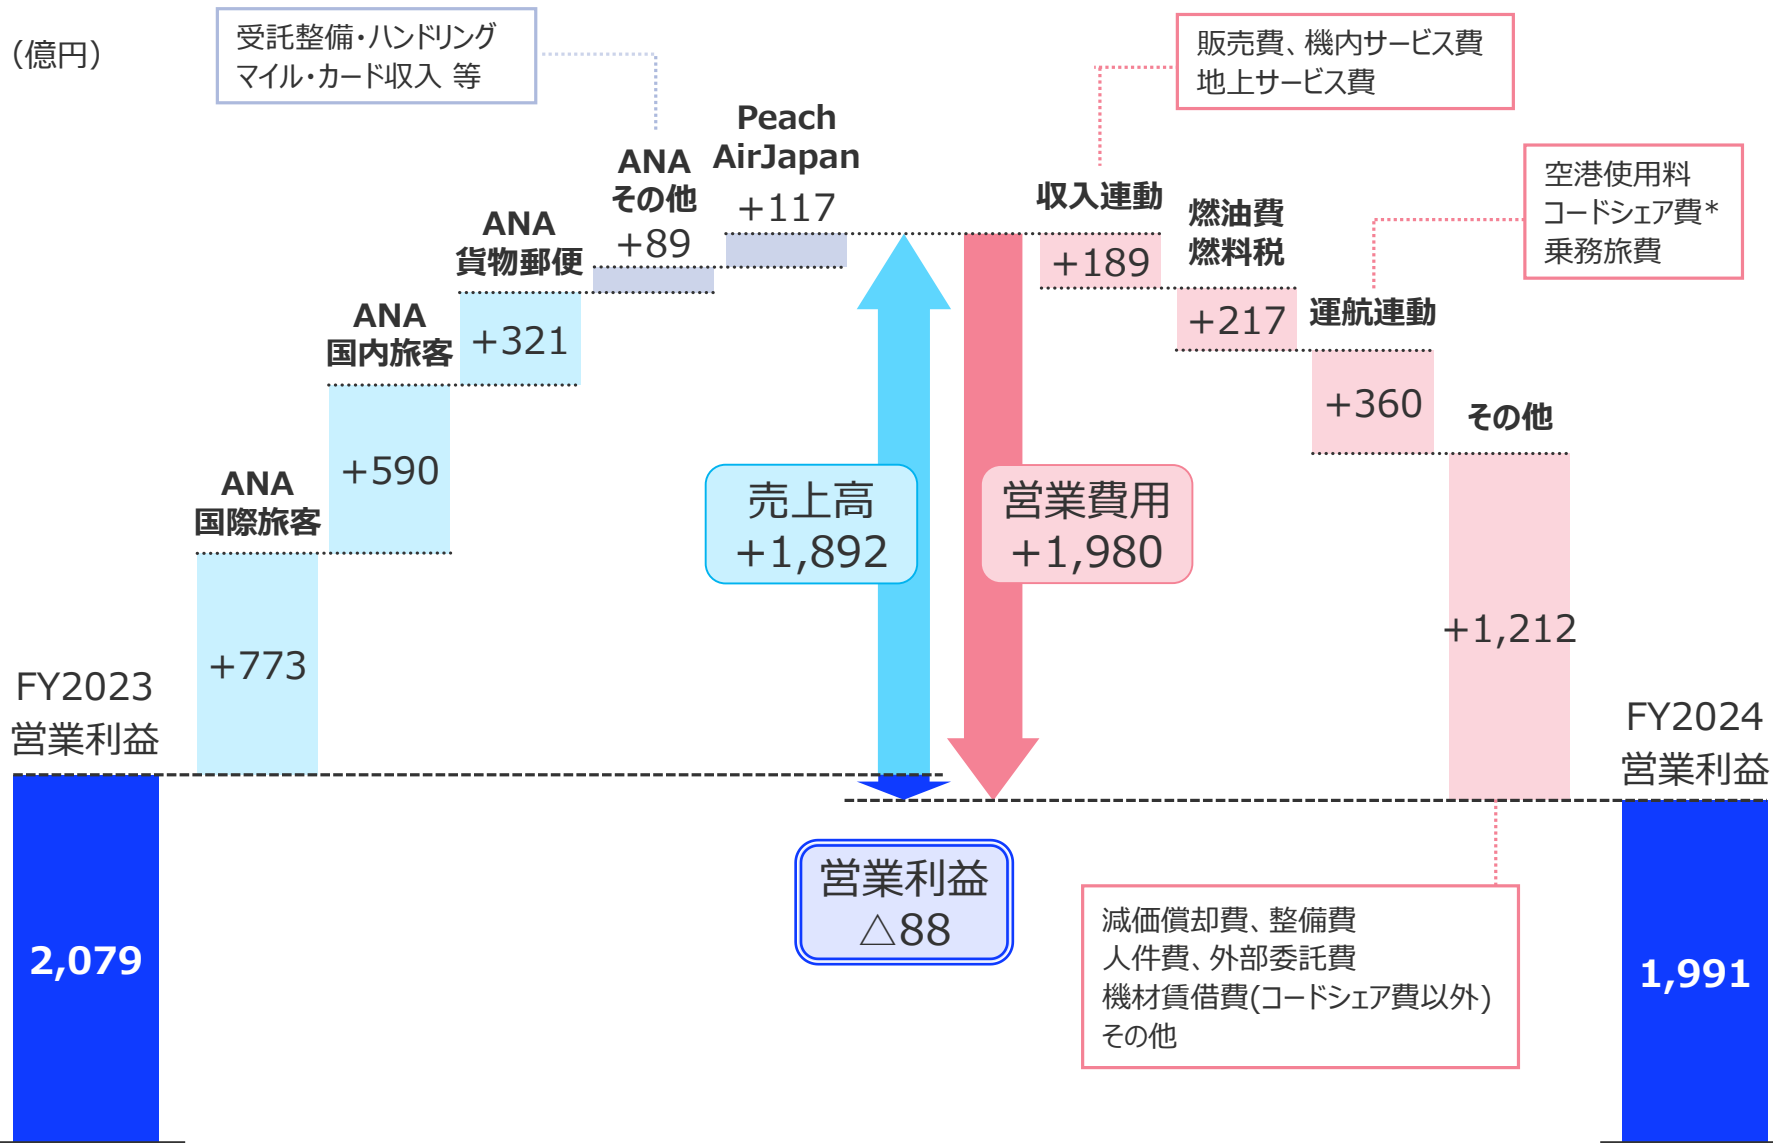 (億円)
受託整備・ハンドリング
マイル・カード収入 等
販売費、機内サービス費
地上サービス費
空港使用料
コードシェア費*
乗務旅費
FY2023
営業利益
2,079
ANA
国際旅客
+773
ANA
国内旅客
+590
ANA
貨物郵便
+321
ANA
その他
+89
Peach
AirJapan
+117
売上高
+1,892
営業費用
+1,980
収入連動
+189
燃油費
燃料税
+217
運航連動
+360
その他
+1,212
営業利益
△88
減価償却費、整備費
人件費、外部委託費
機材賃借費(コードシェア費以外)
その他
FY2024
営業利益
1,991